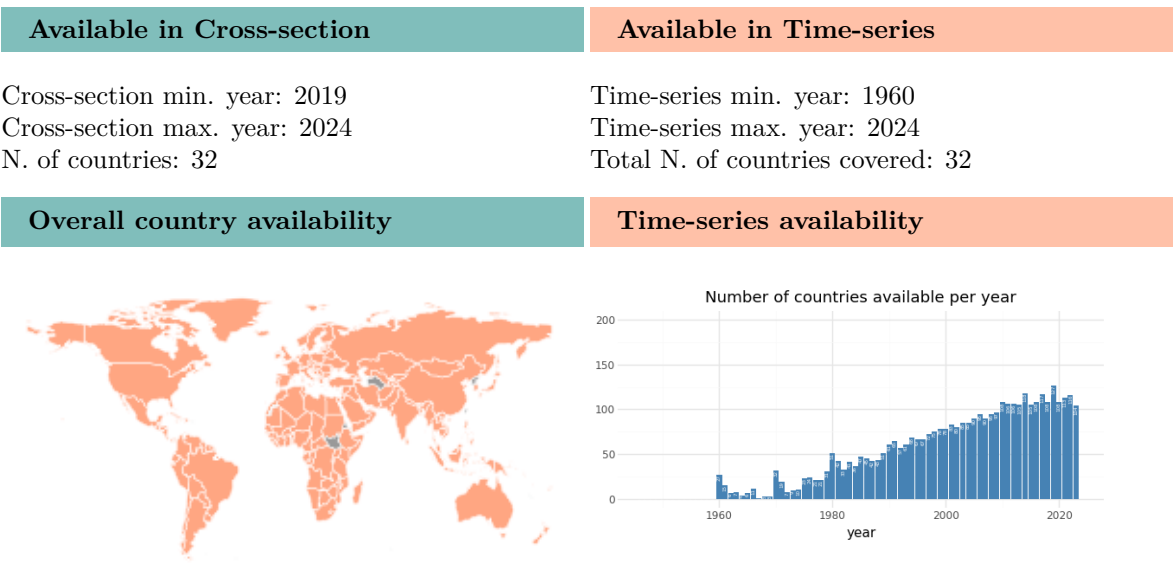 Available in Cross-section
Available in Time-series
Cross-section min. year: 2019
Cross-section max. year: 2024
N. of countries: 32
Time-series min. year: 1960
Time-series max. year: 2024
Total N. of countries covered: 32
Overall country availability
Time-series availability
Number of countries available per year
200
150
100
50
0
1960
1980
2000
2020
year